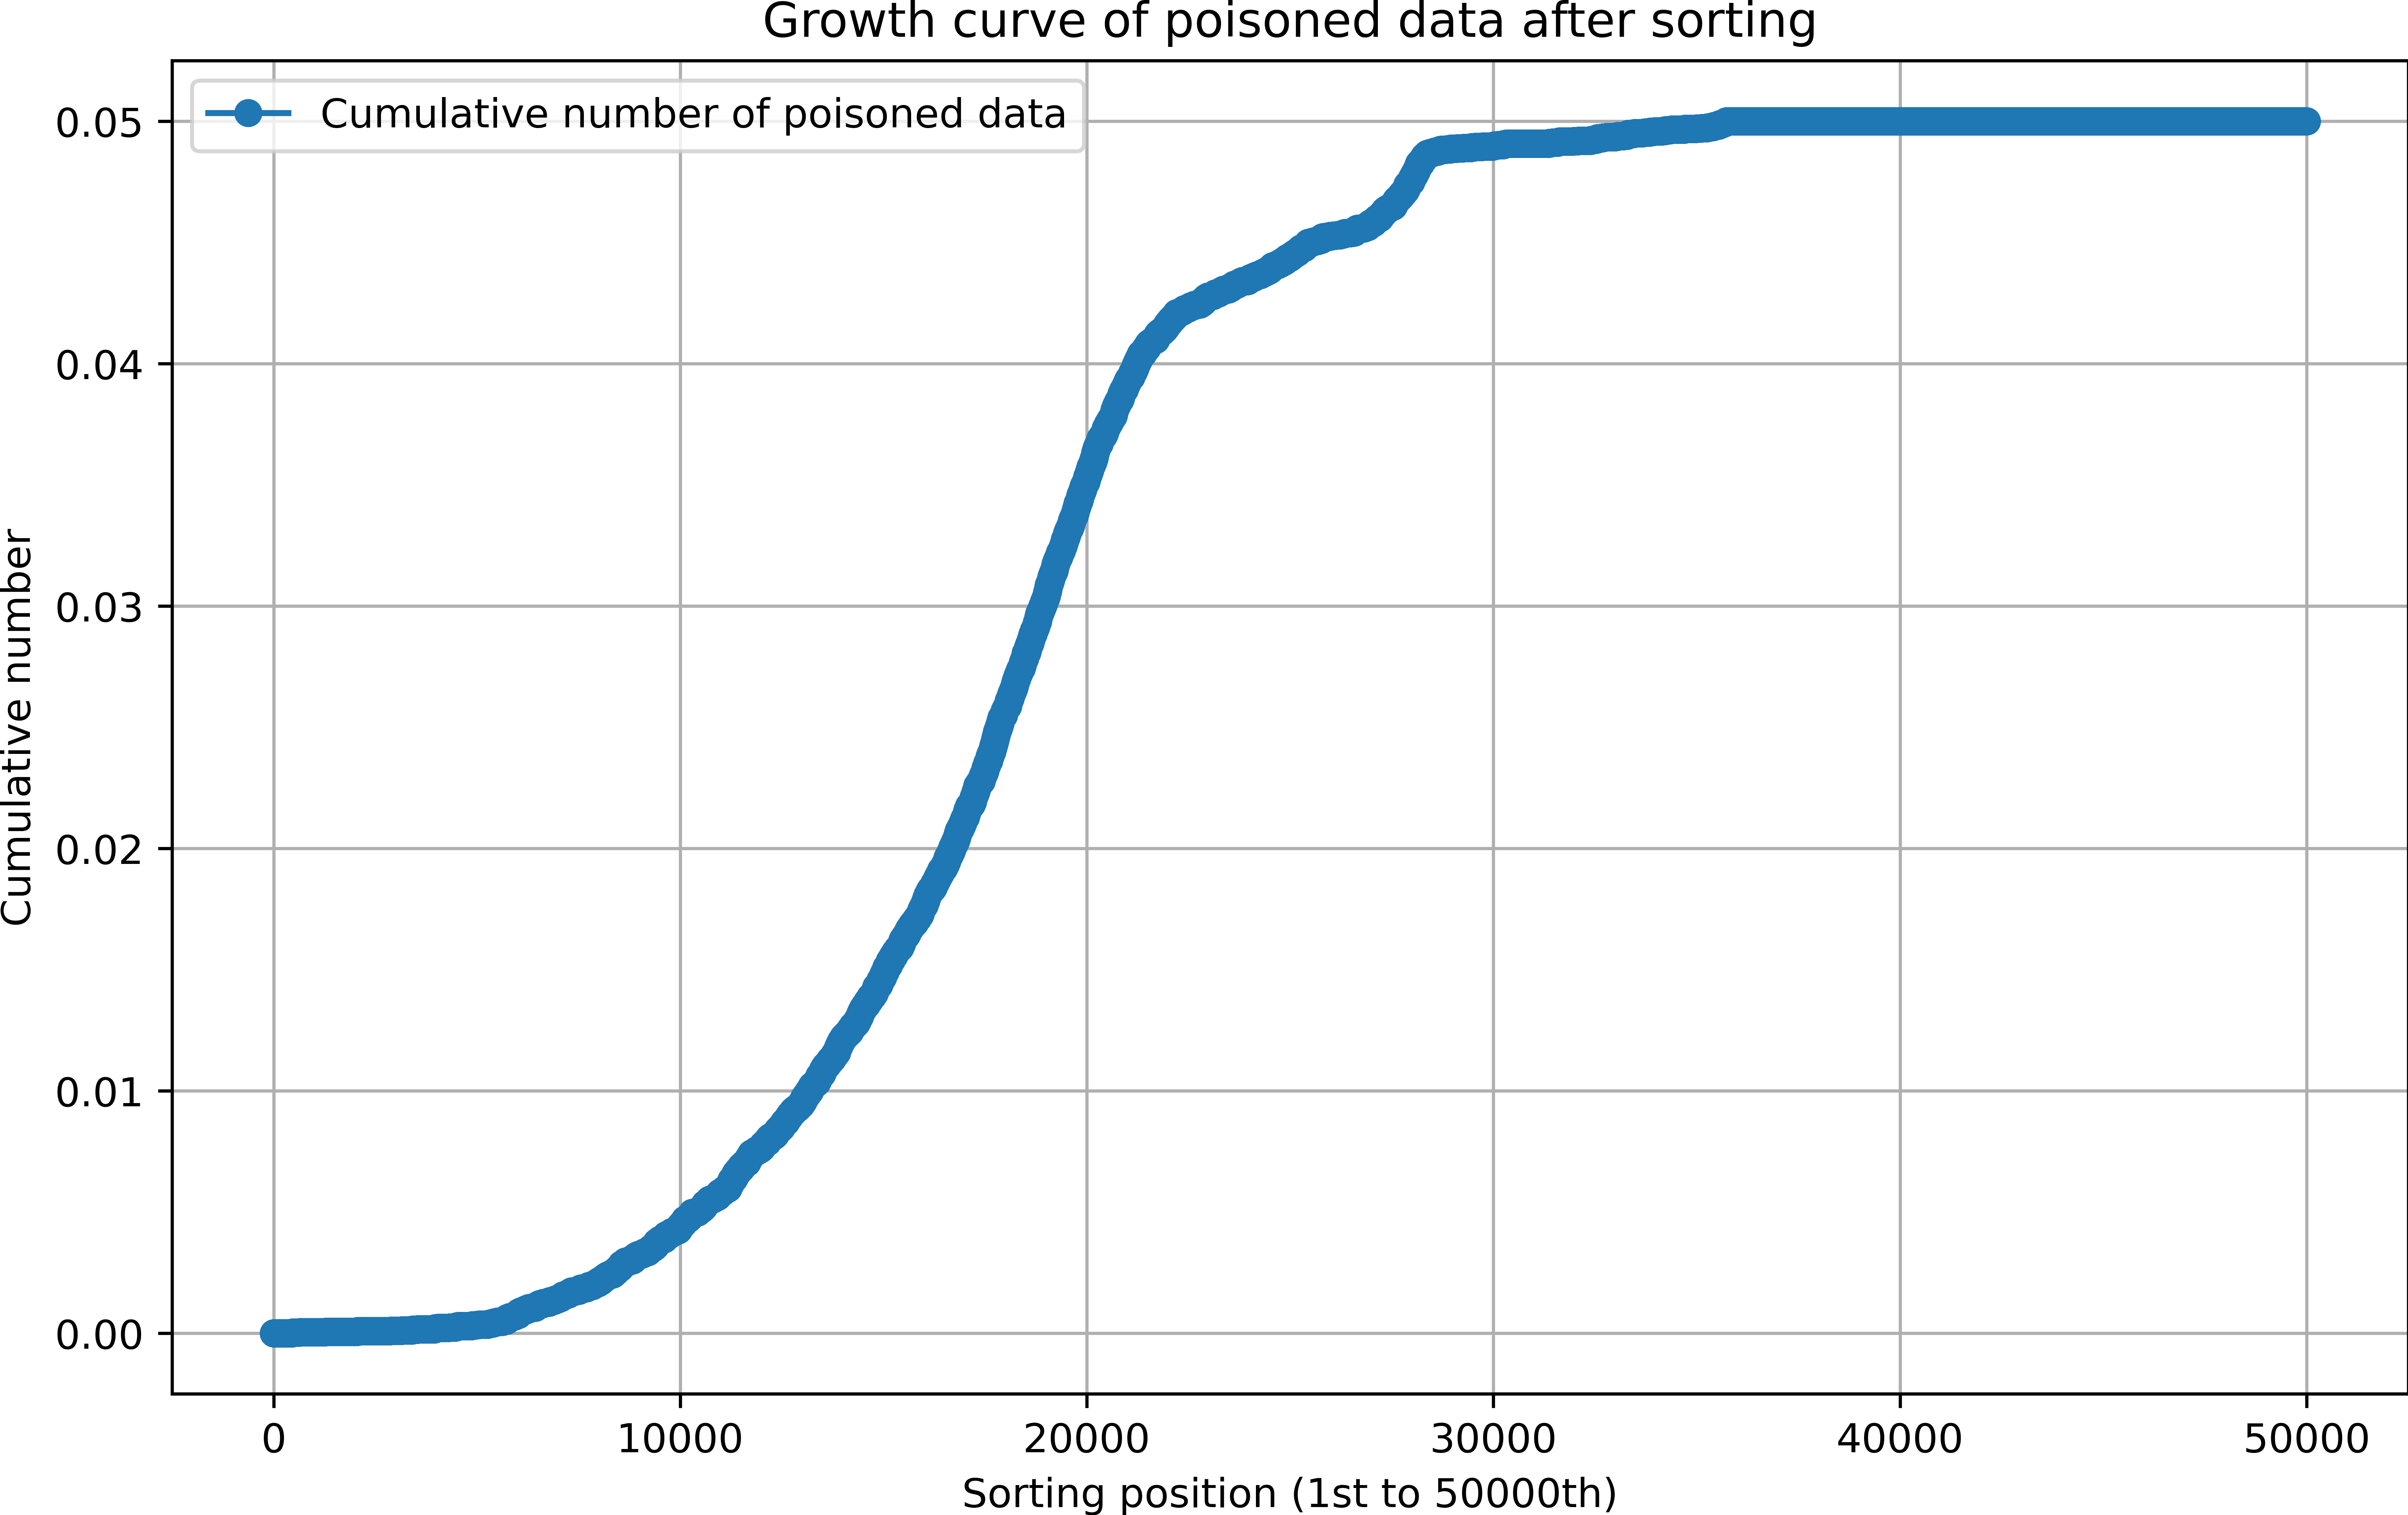 Growth curve of poisoned data after sorting
Cumulative number of poisoned data
0.05
0.04
0.03
0.02
0.01
0.00
Cumulative number
0 10000 20000 30000 40000 50000
Sorting position (1st to 50000th)